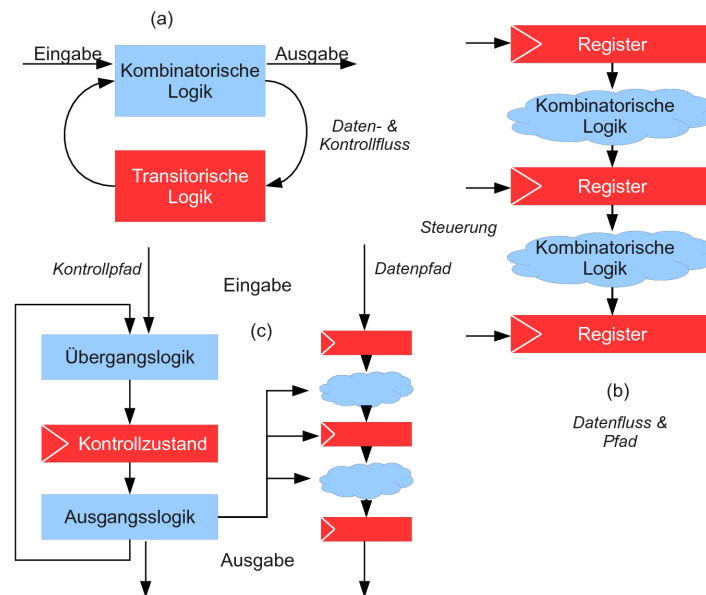 (a)
Eingabe
Ausgabe
Kombinatorische
Logik
Daten- &
Kontrollfluss
Transitorische
Logik
Register
Kombinatorische
Logik
Register
Steuerung
Kombinatorische
Logik
Register
(b)
Datenfluss &
Pfad
Kontrollpfad
Eingabe
Datenpfad
(c)
Übergangslogik
Kontrollzustand
Ausgangsslogik
Ausgabe